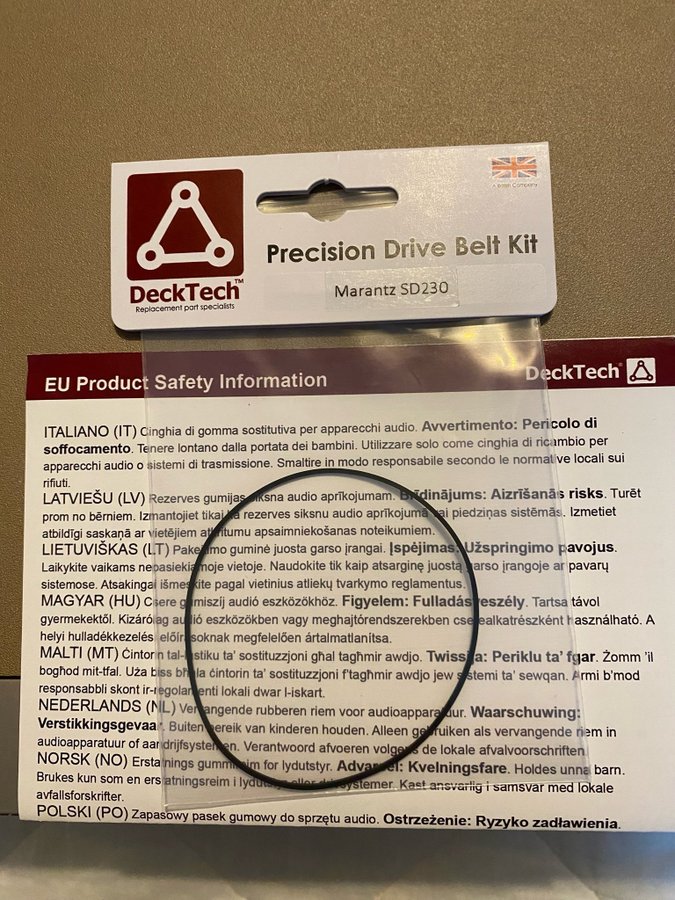 A British Company
Precision Drive Belt Kit
DeckTech™
Replacement part specialists
Marantz SD230
EU Product Safety Information
DeckTech
ITALIANO (IT) Cinghia di gomma sostitutiva per apparecchi audio. Avvertimento: Pericolo di
soffocamento. Tenere lontano dalla portata dei bambini. Utilizzare solo come cinghia di ricambio per
apparecchi audio o sistemi di trasmissione. Smaltire in modo responsabile secondo le normative locali sui
rifiuti.
LATVIEŠU (LV) Rezerves gumijas siksna audio aprīkojumam. Brīdinājums: Aizrīšanās risks. Turēt
prom no bērniem. Izmantojiet tikai kā rezerves siksnu audio aprīkojuma vai piedziņas sistēmās. Izmetiet
atbildīgi saskaņā ar vietējiem atkritumu apsaimniekošanas noteikumiem.
LIETUVIŠKAS (LT) Pakeitimo guminė juosta garso įrangai. Įspėjimas: Užspringimo pavojus.
Laikykite vaikams nepasiekiamoje vietoje. Naudokite tik kaip atsarginę juostą garso įrangoje ar pavarų
sistemose. Atsakingai išmeskite pagal vietinius atliekų tvarkymo reglamentus.
MAGYAR (HU) Csere gumiszíj audió eszközökhöz. Figyelem: Fulladásveszély. Tartsa távol
gyermekektől. Kizárólag audió eszközökben vagy meghajtórendszerekben cserealkatrészként használható. A
helyi hulladékkezelési előírásoknak megfelelően ártalmatlanítsa.
MALTI (MT) Ċintorin tal-lastiku ta' sostituzzjoni għal tagħmir awdjo. Twissija: Periklu ta' fgar. Żomm 'il
bogħod mit-tfal. Uża biss bħala ċintorin ta' sostituzzjoni f'tagħmir awdjo jew sistemi ta' sewqan. Armi b'mod
responsabbli skont ir-regolamenti lokali dwar l-iskart.
NEDERLANDS (NL) Vervangende rubberen riem voor audioapparatuur. Waarschuwing:
Verstikkingsgevaar. Buiten bereik van kinderen houden. Alleen gebruiken als vervangende riem in
audioapparatuur of aandrijfsystemen. Verantwoord afvoeren volgens de lokale afvalvoorschriften.
NORSK (NO) Erstatnings gummireim for lydutstyr. Advarsel: Kvelningsfare. Holdes unna barn.
Brukes kun som en erstatningsreim i lydutstyr eller drivsystemer. Kast ansvarlig i samsvar med lokale
avfallsforskrifter.
POLSKI (PO) Zapasowy pasek gumowy do sprzętu audio. Ostrzeżenie: Ryzyko zadławienia.